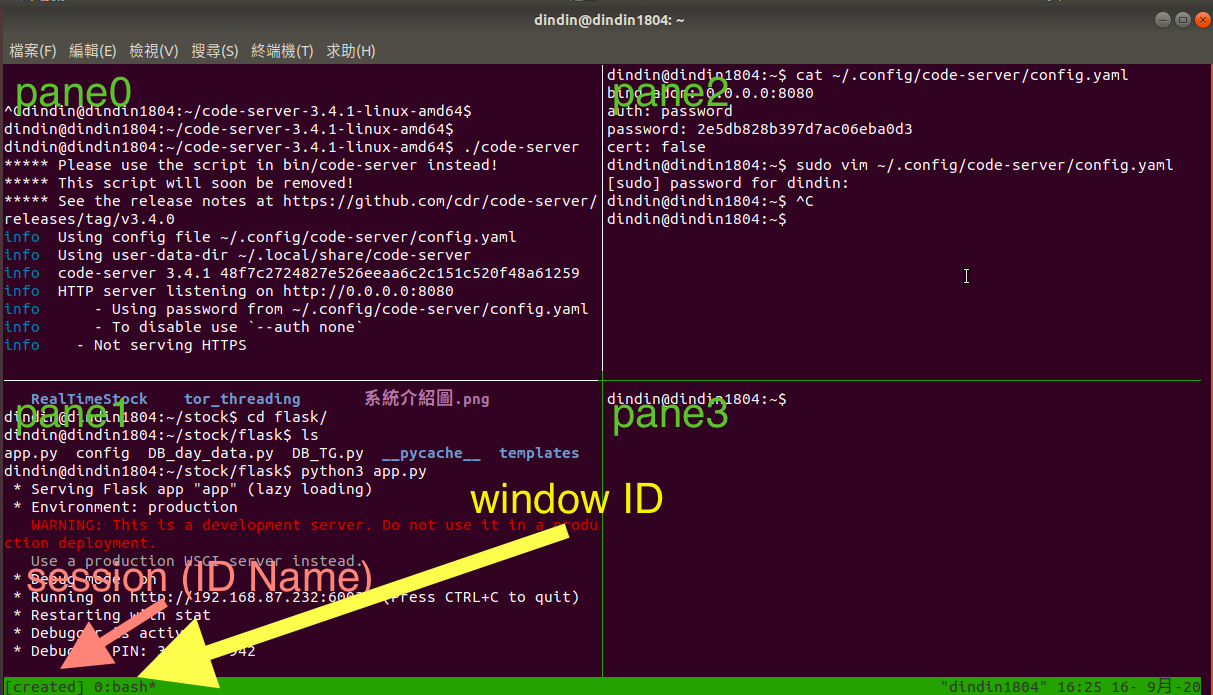 dindin@dindin1804: ~
檔案(F) 編輯(E) 檢視(V) 搜尋(S) 終端機(T) 求助(H)
pane0
^Cdindin@dindin1804:~/code-server-3.4.1-linux-amd64$
dindin@dindin1804:~/code-server-3.4.1-linux-amd64$
dindin@dindin1804:~/code-server-3.4.1-linux-amd64$ ./code-server
***** Please use the script in bin/code-server instead!
***** This script will soon be removed!
***** See the release notes at https://github.com/cdr/code-server/
releases/tag/v3.4.0
info Using config file ~/.config/code-server/config.yaml
info Using user-data-dir ~/.local/share/code-server
info code-server 3.4.1 48f7c2724827e526eeaa6c2c151c520f48a61259
info HTTP server listening on http://0.0.0.0:8080
info - Using password from ~/.config/code-server/config.yaml
info - To disable use `--auth none`
info - Not serving HTTPS
pane2
dindin@dindin1804:~$ cat ~/.config/code-server/config.yaml
bind-addr: 0.0.0.0:8080
auth: password
password: 2e5db828b397d7ac06eba0d3
cert: false
dindin@dindin1804:~$ sudo vim ~/.config/code-server/config.yaml
[sudo] password for dindin:
dindin@dindin1804:~$ ^C
dindin@dindin1804:~$
pane1
RealTimeStock tor_threading 系統介紹圖.png
dindin@dindin1804:~/stock$ cd flask/
dindin@dindin1804:~/stock/flask$ ls
app.py config DB_day_data.py DB_TG.py __pycache__ templates
dindin@dindin1804:~/stock/flask$ python3 app.py
* Serving Flask app "app" (lazy loading)
* Environment: production
WARNING: This is a development server. Do not use it in a produ
ction deployment.
Use a production WSGI server instead.
* Debug mode: on
* Running on http://192.168.87.232:600 (Press CTRL+C to quit)
* Restarting with stat
* Debugger is active
* Debugger PIN: 942
pane3
dindin@dindin1804:~$
window ID
session (ID Name)
[created] 0:bash*
"dindin1804" 16:25 16- 9月-20